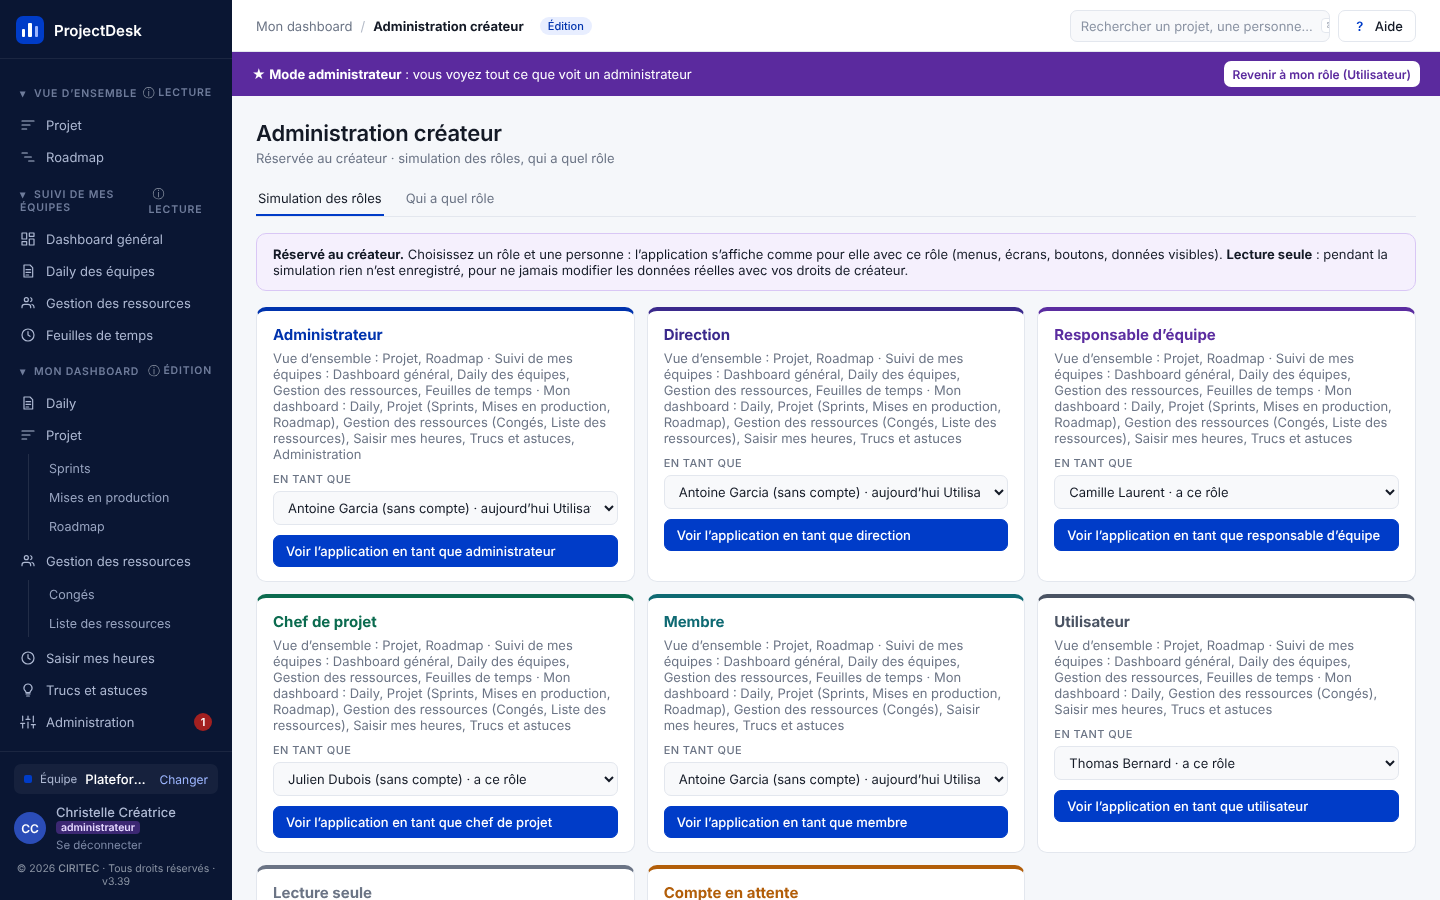 ProjectDesk
▾ VUE D’ENSEMBLE ⓘ LECTURE
Projet
Roadmap
▾ SUIVI DE MES ÉQUIPES ⓘ LECTURE
Dashboard général
Daily des équipes
Gestion des ressources
Feuilles de temps
▾ MON DASHBOARD ⓘ ÉDITION
Daily
Projet
Sprints
Mises en production
Roadmap
Gestion des ressources
Congés
Liste des ressources
Saisir mes heures
Trucs et astuces
Administration 1
Équipe Platefor... Changer
CC Christelle Créatrice
administrateur
Se déconnecter
© 2026 CIRITEC · Tous droits réservés ·
v3.39
Mon dashboard / Administration créateur Édition
Rechercher un projet, une personne...
? Aide
★ Mode administrateur : vous voyez tout ce que voit un administrateur
Revenir à mon rôle (Utilisateur)
Administration créateur
Réservée au créateur · simulation des rôles, qui a quel rôle
Simulation des rôles Qui a quel rôle
Réservé au créateur. Choisissez un rôle et une personne : l’application s’affiche comme pour elle avec ce rôle (menus, écrans, boutons, données visibles). Lecture seule : pendant la
simulation rien n’est enregistré, pour ne jamais modifier les données réelles avec vos droits de créateur.
Administrateur
Vue d’ensemble : Projet, Roadmap · Suivi de mes
équipes : Dashboard général, Daily des équipes,
Gestion des ressources, Feuilles de temps · Mon
dashboard : Daily, Projet (Sprints, Mises en production,
Roadmap), Gestion des ressources (Congés, Liste des
ressources), Saisir mes heures, Trucs et astuces,
Administration
EN TANT QUE
Antoine Garcia (sans compte) · aujourd’hui Utilisat
Voir l’application en tant que administrateur
Direction
Vue d’ensemble : Projet, Roadmap · Suivi de mes
équipes : Dashboard général, Daily des équipes,
Gestion des ressources, Feuilles de temps · Mon
dashboard : Daily, Projet (Sprints, Mises en production,
Roadmap), Gestion des ressources (Congés, Liste des
ressources), Saisir mes heures, Trucs et astuces
EN TANT QUE
Antoine Garcia (sans compte) · aujourd’hui Utilisa
Voir l’application en tant que direction
Responsable d’équipe
Vue d’ensemble : Projet, Roadmap · Suivi de mes
équipes : Dashboard général, Daily des équipes,
Gestion des ressources, Feuilles de temps · Mon
dashboard : Daily, Projet (Sprints, Mises en production,
Roadmap), Gestion des ressources (Congés, Liste des
ressources), Saisir mes heures, Trucs et astuces
EN TANT QUE
Camille Laurent · a ce rôle
Voir l’application en tant que responsable d’équipe
Chef de projet
Vue d’ensemble : Projet, Roadmap · Suivi de mes
équipes : Dashboard général, Daily des équipes,
Gestion des ressources, Feuilles de temps · Mon
dashboard : Daily, Projet (Sprints, Mises en production,
Roadmap), Gestion des ressources (Congés, Liste des
ressources), Saisir mes heures, Trucs et astuces
EN TANT QUE
Julien Dubois (sans compte) · a ce rôle
Voir l’application en tant que chef de projet
Membre
Vue d’ensemble : Projet, Roadmap · Suivi de mes
équipes : Dashboard général, Daily des équipes,
Gestion des ressources, Feuilles de temps · Mon
dashboard : Daily, Projet (Sprints, Mises en production,
Roadmap), Gestion des ressources (Congés), Saisir
mes heures, Trucs et astuces
EN TANT QUE
Antoine Garcia (sans compte) · aujourd’hui Utilisa
Voir l’application en tant que membre
Utilisateur
Vue d’ensemble : Projet, Roadmap · Suivi de mes
équipes : Dashboard général, Daily des équipes,
Gestion des ressources, Feuilles de temps · Mon
dashboard : Daily, Gestion des ressources (Congés),
Saisir mes heures, Trucs et astuces
EN TANT QUE
Thomas Bernard · a ce rôle
Voir l’application en tant que utilisateur
Lecture seule
Compte en attente